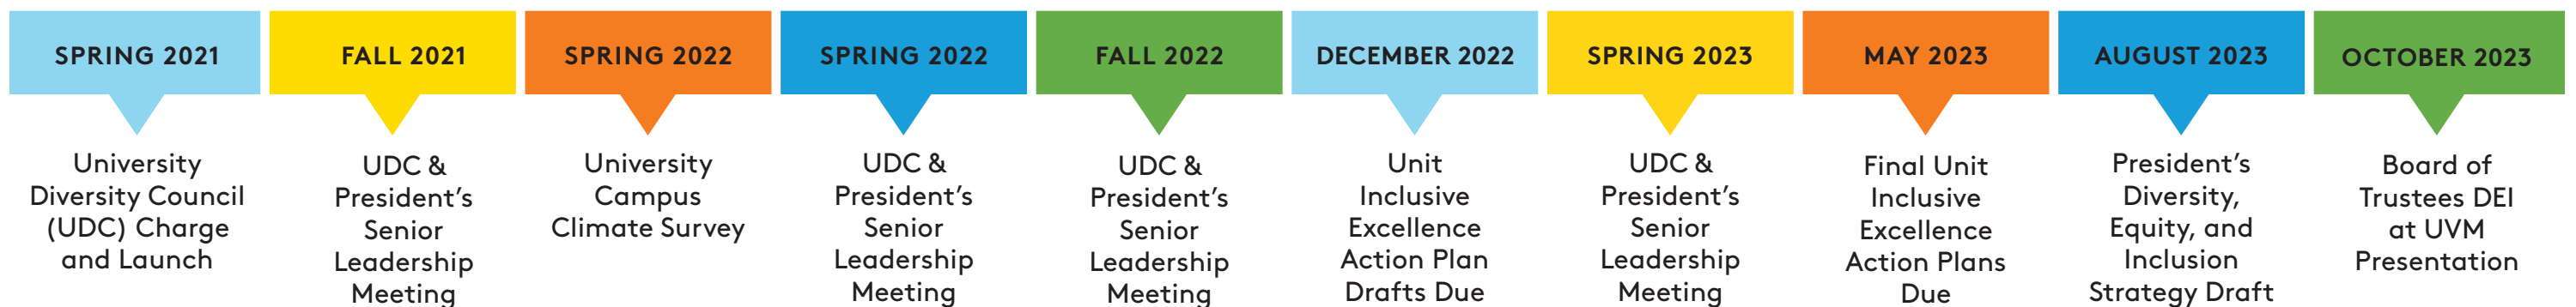 SPRING 2021
University
Diversity Council
(UDC) Charge
and Launch
FALL 2021
UDC &
President's
Senior
Leadership
Meeting
SPRING 2022
University
Campus
Climate Survey
SPRING 2022
UDC &
President's
Senior
Leadership
Meeting
FALL 2022
UDC &
President's
Senior
Leadership
Meeting
DECEMBER 2022
Unit
Inclusive
Excellence
Action Plan
Drafts Due
SPRING 2023
UDC &
President's
Senior
Leadership
Meeting
MAY 2023
Final Unit
Inclusive
Excellence
Action Plans
Due
AUGUST 2023
President's
Diversity,
Equity, and
Inclusion
Strategy Draft
OCTOBER 2023
Board of
Trustees DEI
at UVM
Presentation